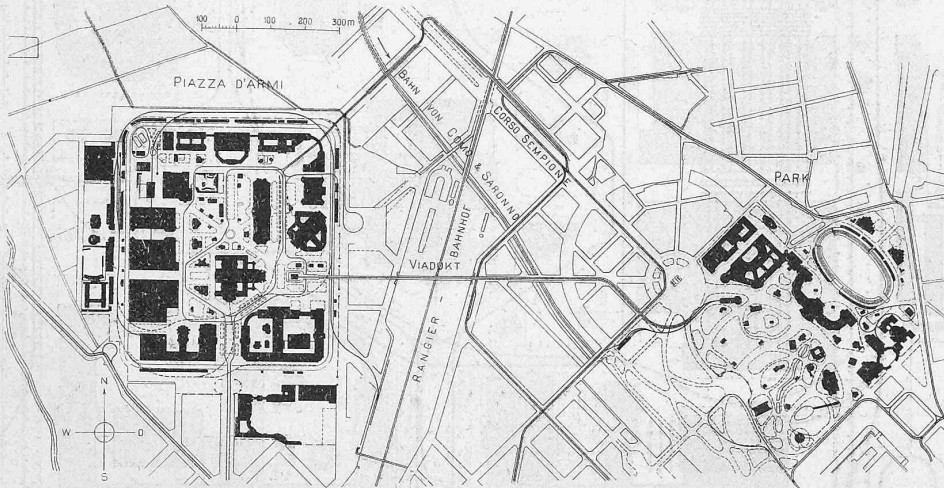 100 0 100 200 300m
PIAZZA D'ARMI
BAHN VON COMO & SARONNO
CORSO SEMPIONE
PARK
VIADUKT
RANGIER-BAHNHOF
N
W O
S